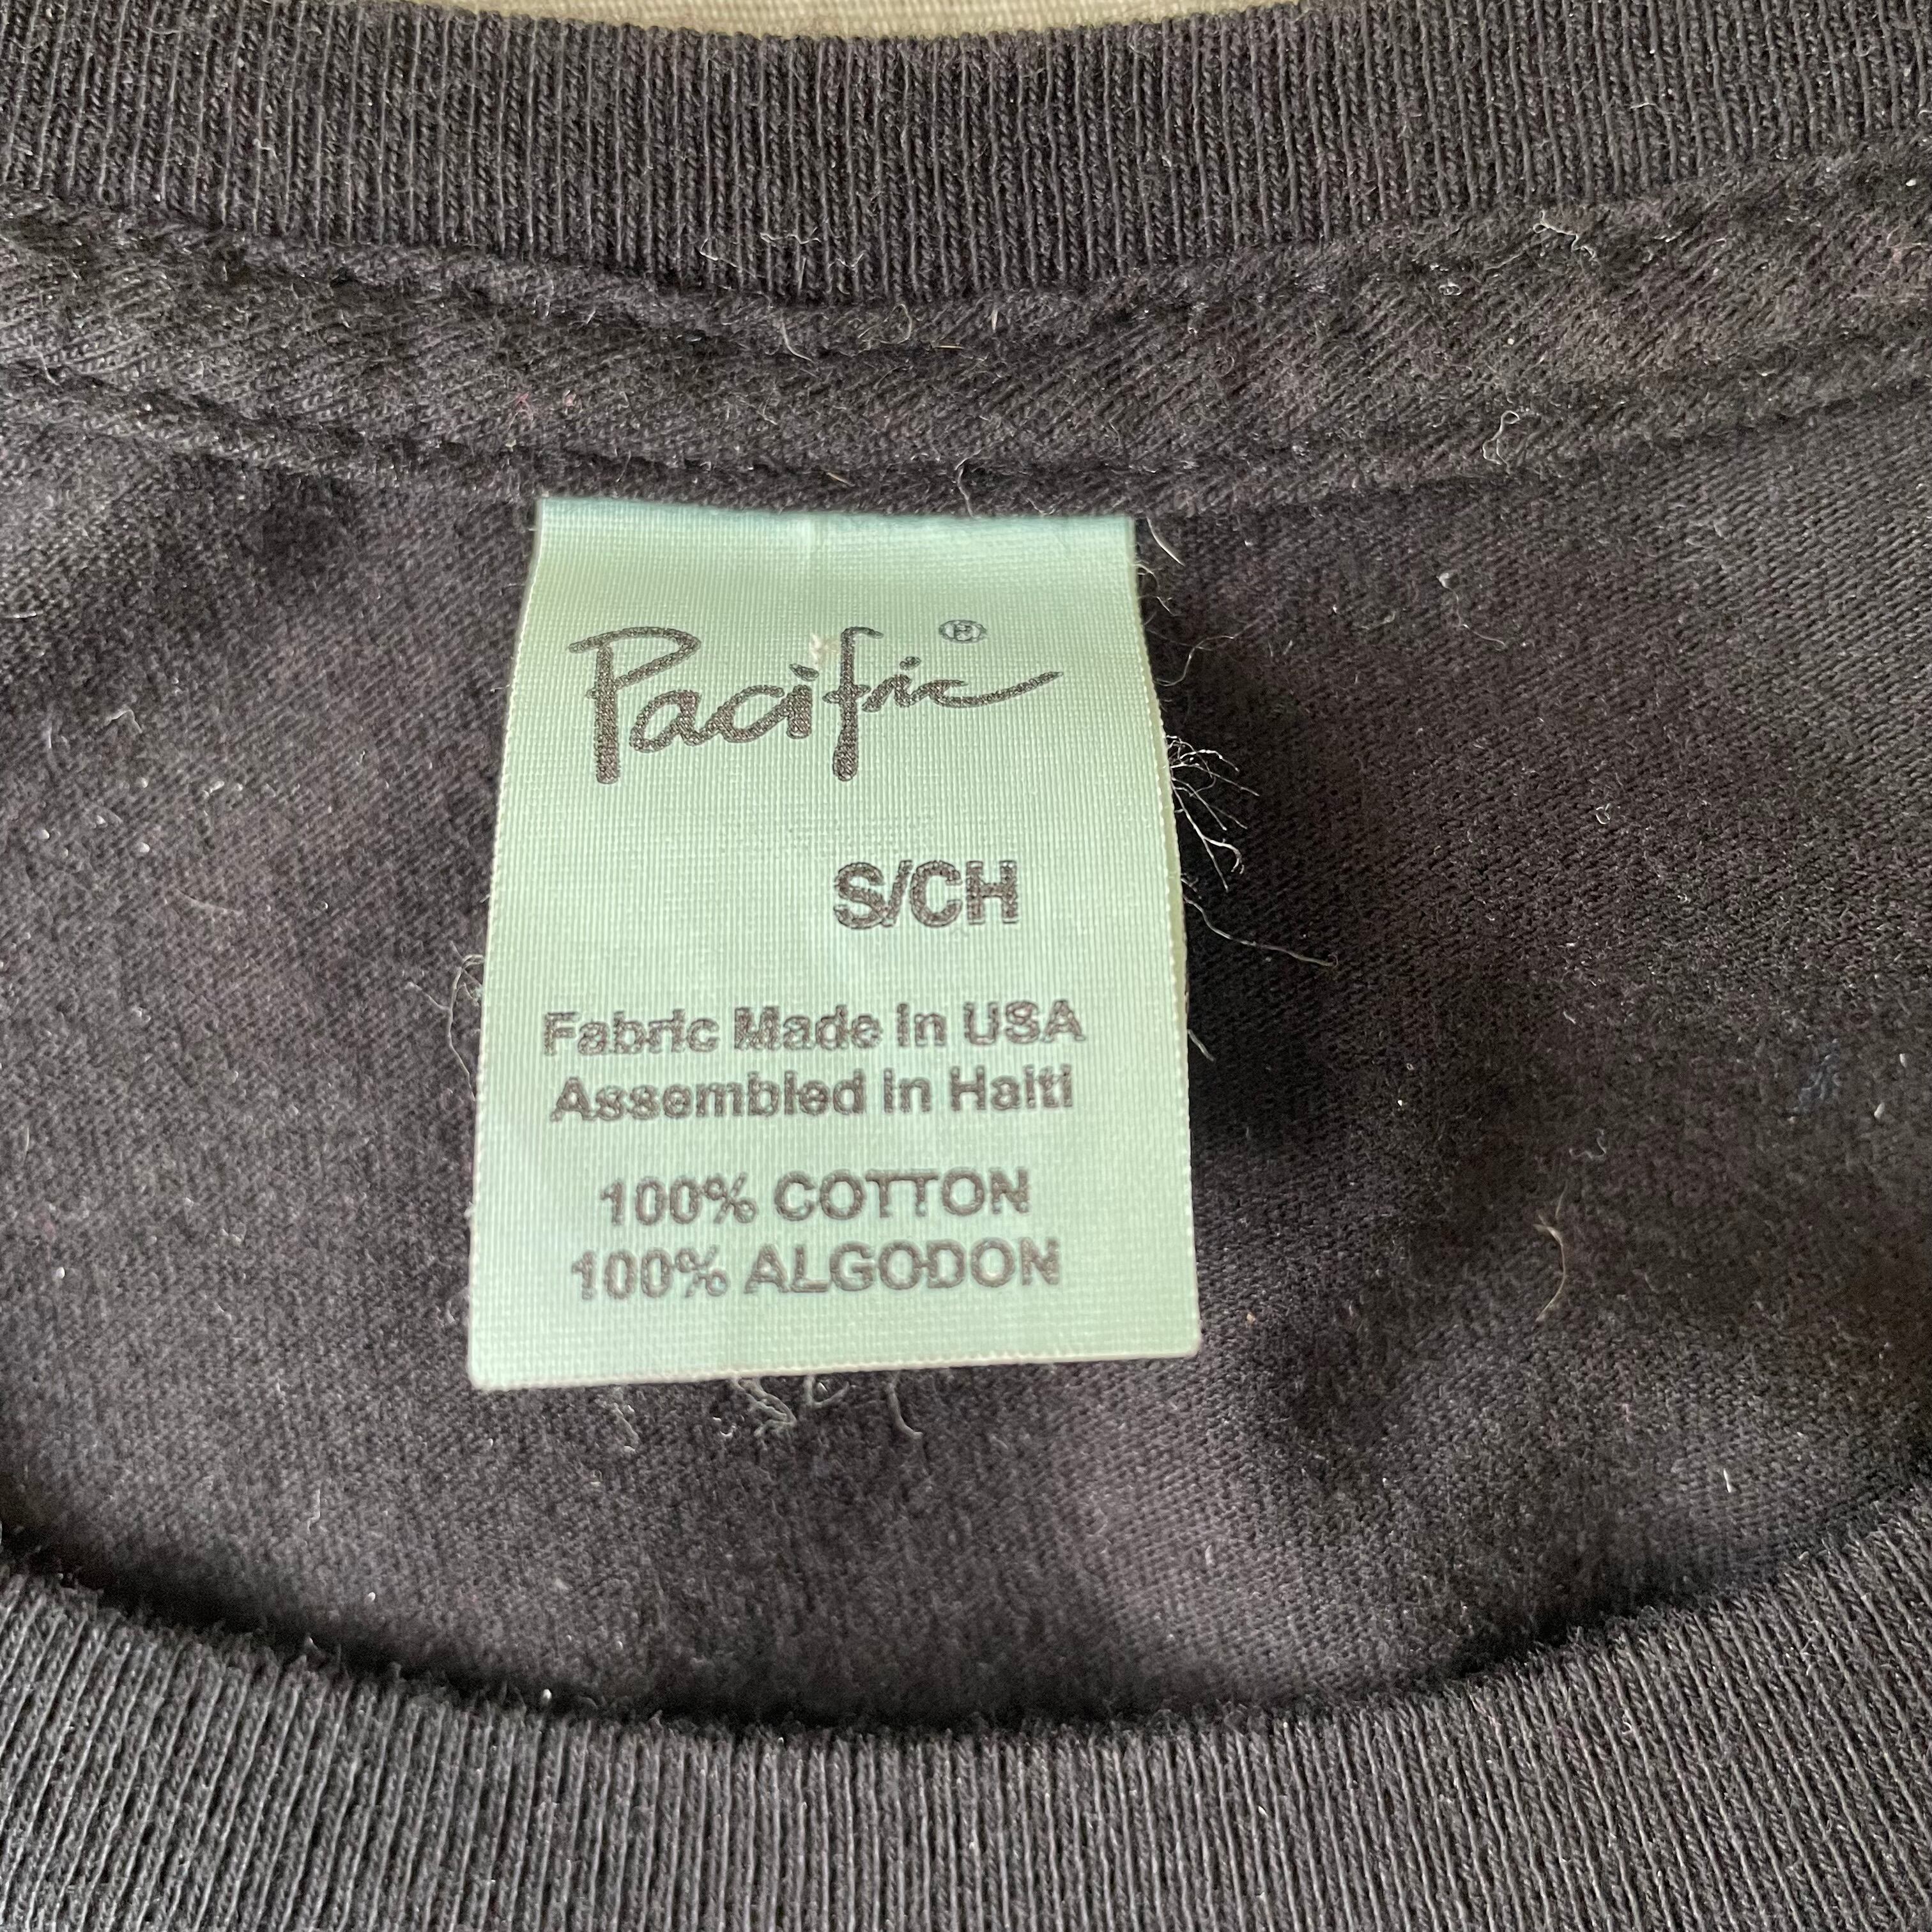 Pacific®
S/CH
Fabric Made in USA
Assembled in Haiti
100% COTTON
100% ALGODON